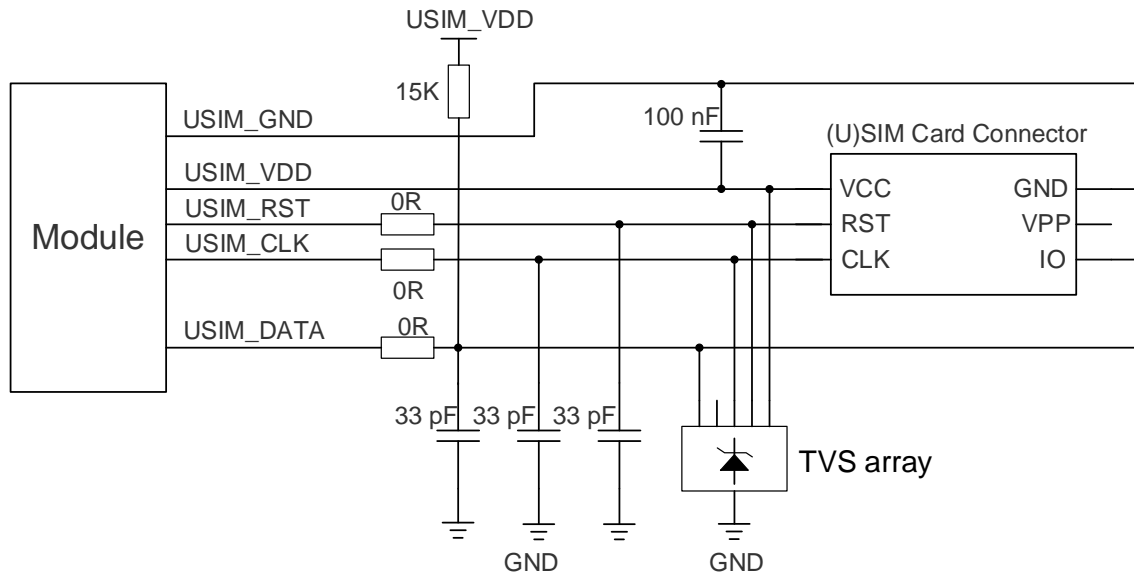 USIM_VDD
15K
USIM_GND
100 nF
(U)SIM Card Connector
USIM_VDD
VCC
GND
USIM_RST
0R
RST
VPP
Module
USIM_CLK
CLK
IO
0R
USIM_DATA
0R
33 pF
33 pF
33 pF
TVS array
GND
GND